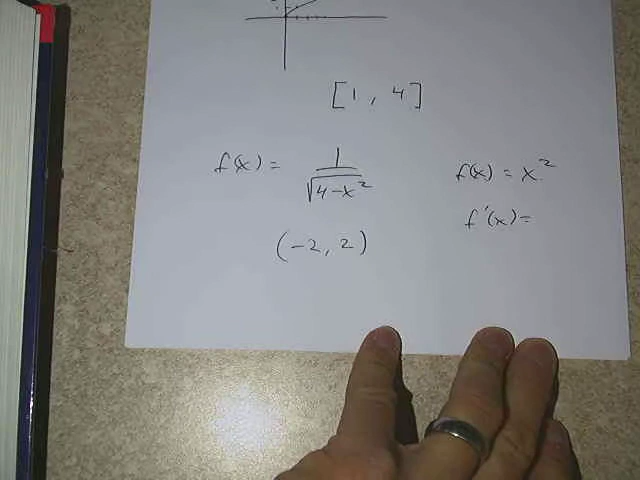 [1, 4]
f(x) = 1/√(4-x²)
(-2, 2)
f(x) = x²
f'(x) =